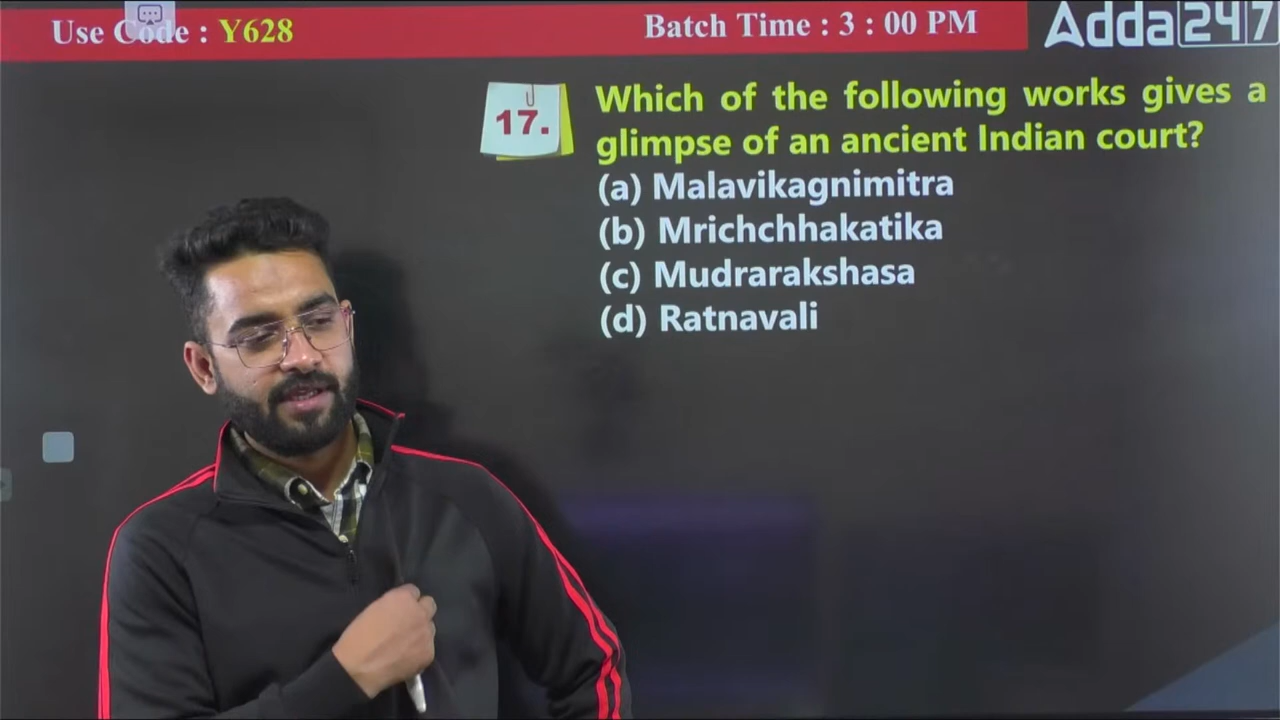 Use Code : Y628
Batch Time : 3 : 00 PM
Adda247
17.
Which of the following works gives a
glimpse of an ancient Indian court?
(a) Malavikagnimitra
(b) Mrichchhakatika
(c) Mudrarakshasa
(d) Ratnavali